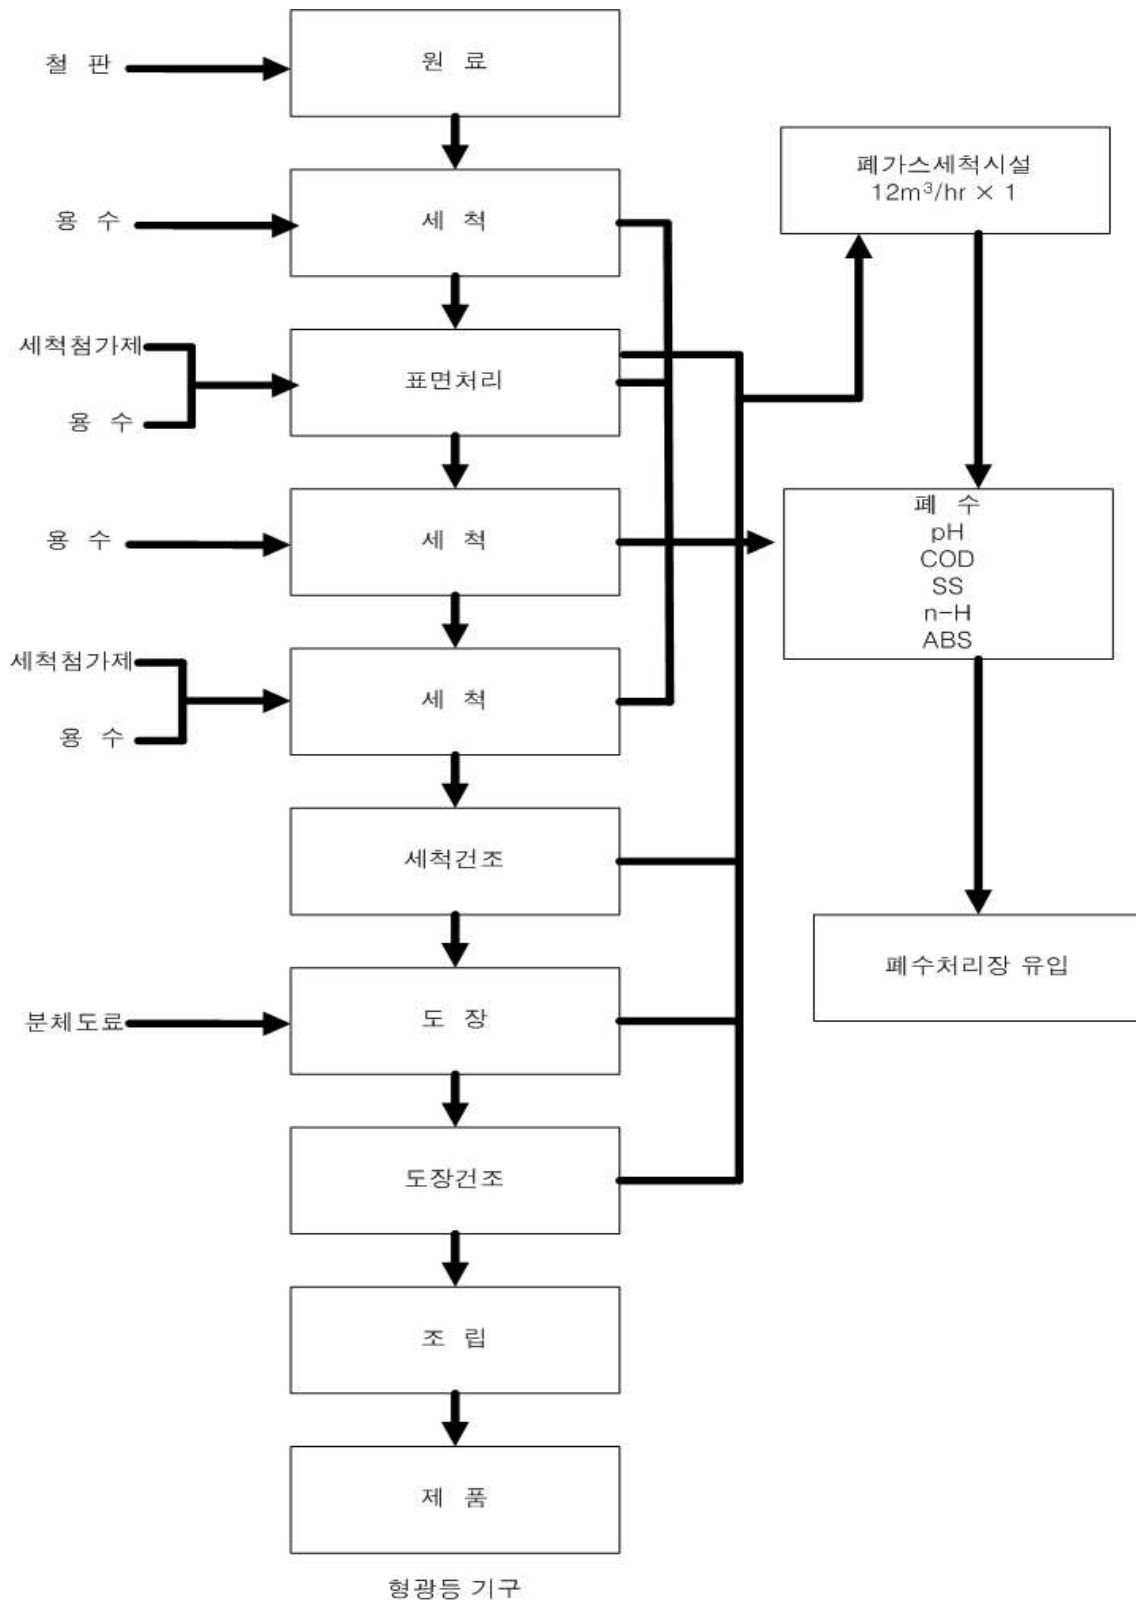 철 판
원 료
폐가스세척시설
12m³/hr × 1
용 수
세 척
세척첨가제
표면처리
용 수
폐 수
pH
COD
SS
n-H
ABS
용 수
세 척
세척첨가제
세 척
용 수
세척건조
폐수처리장 유입
분체도료
도 장
도장건조
조 립
제 품
형광등 기구